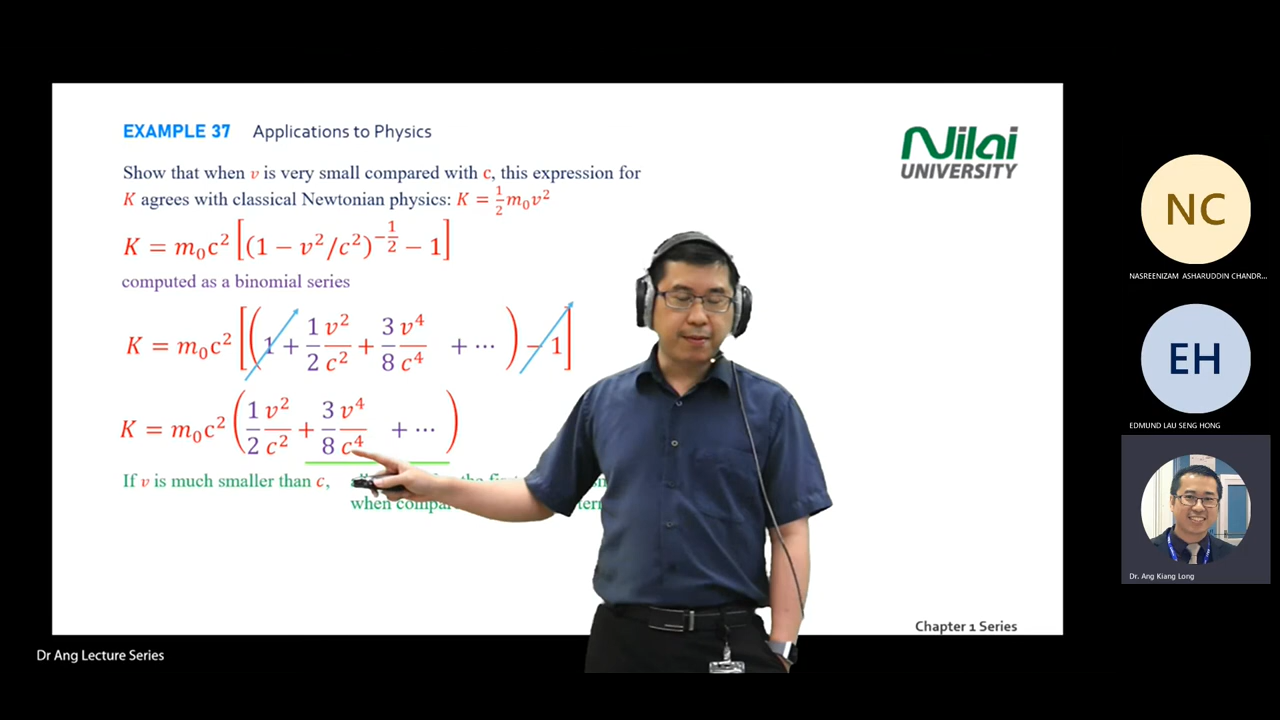 EXAMPLE 37 Applications to Physics
Nilai
UNIVERSITY
Show that when v is very small compared with c, this expression for
K agrees with classical Newtonian physics: K = 1/2 m₀v²
K = m₀c² [(1 − v²/c²)^(−1/2) − 1]
computed as a binomial series
K = m₀c² [(1 + 1/2 v²/c² + 3/8 v⁴/c⁴ + ⋯ ) − 1]
K = m₀c² (1/2 v²/c² + 3/8 v⁴/c⁴ + ⋯ )
If v is much smaller than c,
when
Chapter 1 Series
Dr Ang Lecture Series
NC
NASREENIZAM ASHARUDDIN CHANDR...
EH
EDMUND LAU SENG HONG
Dr. Ang Kiang Long